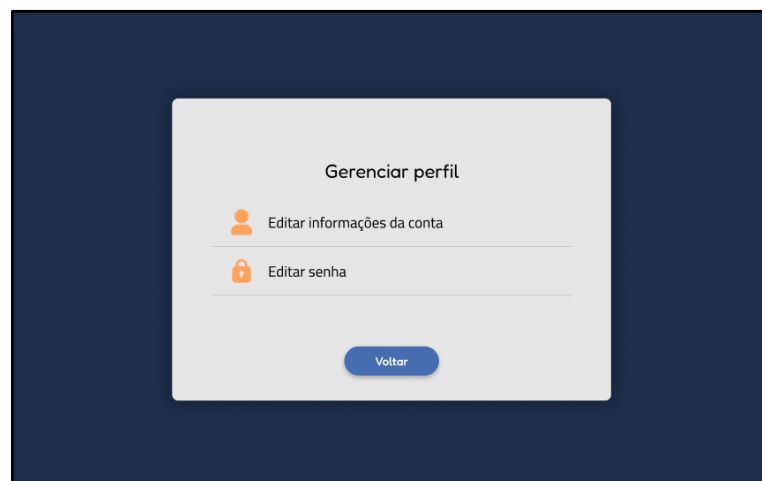 Gerenciar perfil
Editar informações da conta
Editar senha
Voltar